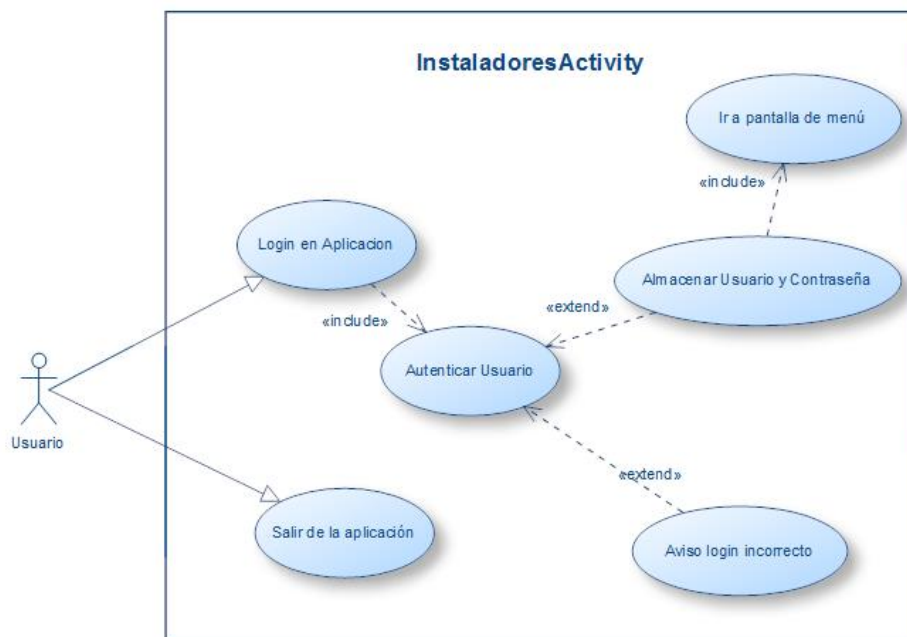 InstaladoresActivity
Ir a pantalla de menú
«include»
Login en Aplicacion
Almacenar Usuario y Contraseña
«include»
«extend»
Autenticar Usuario
Usuario
«extend»
Salir de la aplicación
Aviso login incorrecto